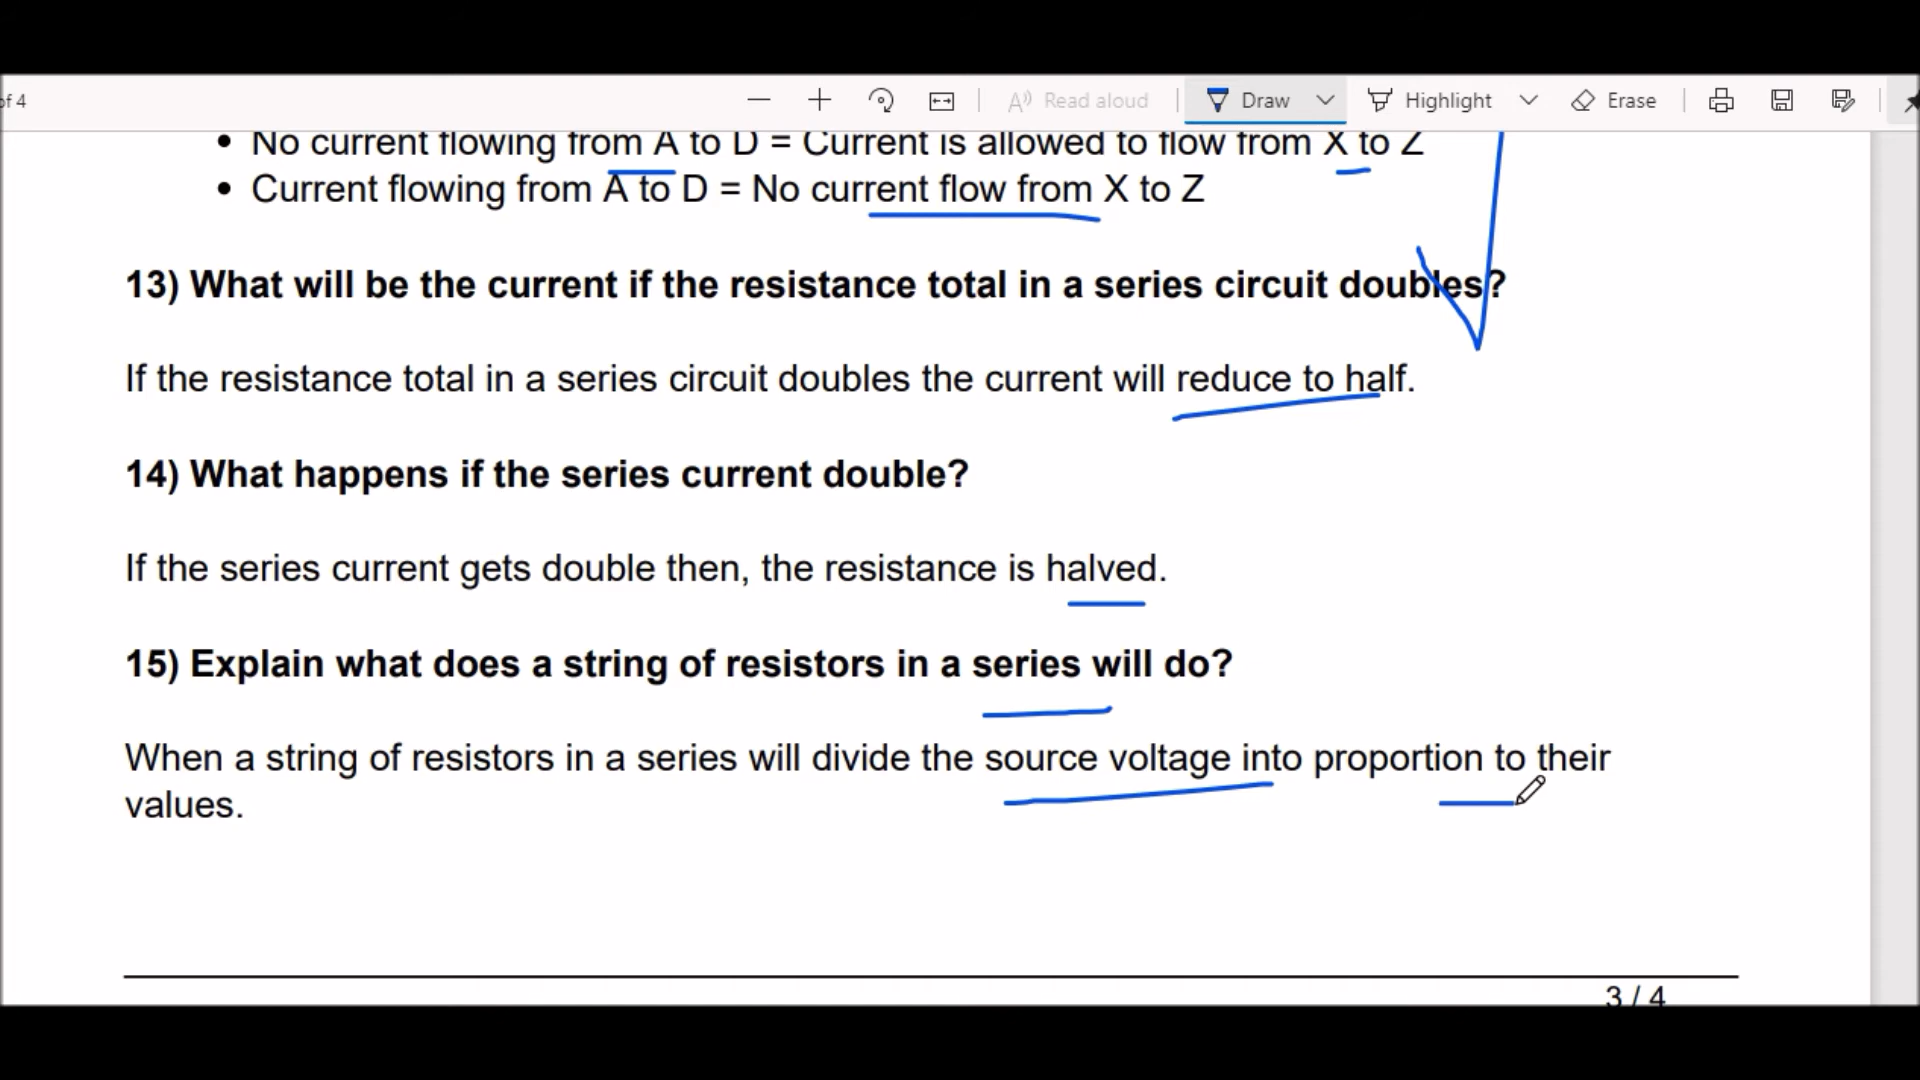 of 4
Read aloud
Draw
Highlight
Erase
No current flowing from A to D = Current is allowed to flow from X to Z
Current flowing from A to D = No current flow from X to Z
13) What will be the current if the resistance total in a series circuit doubles?
If the resistance total in a series circuit doubles the current will reduce to half.
14) What happens if the series current double?
If the series current gets double then, the resistance is halved.
15) Explain what does a string of resistors in a series will do?
When a string of resistors in a series will divide the source voltage into proportion to their
values.
3 / 4